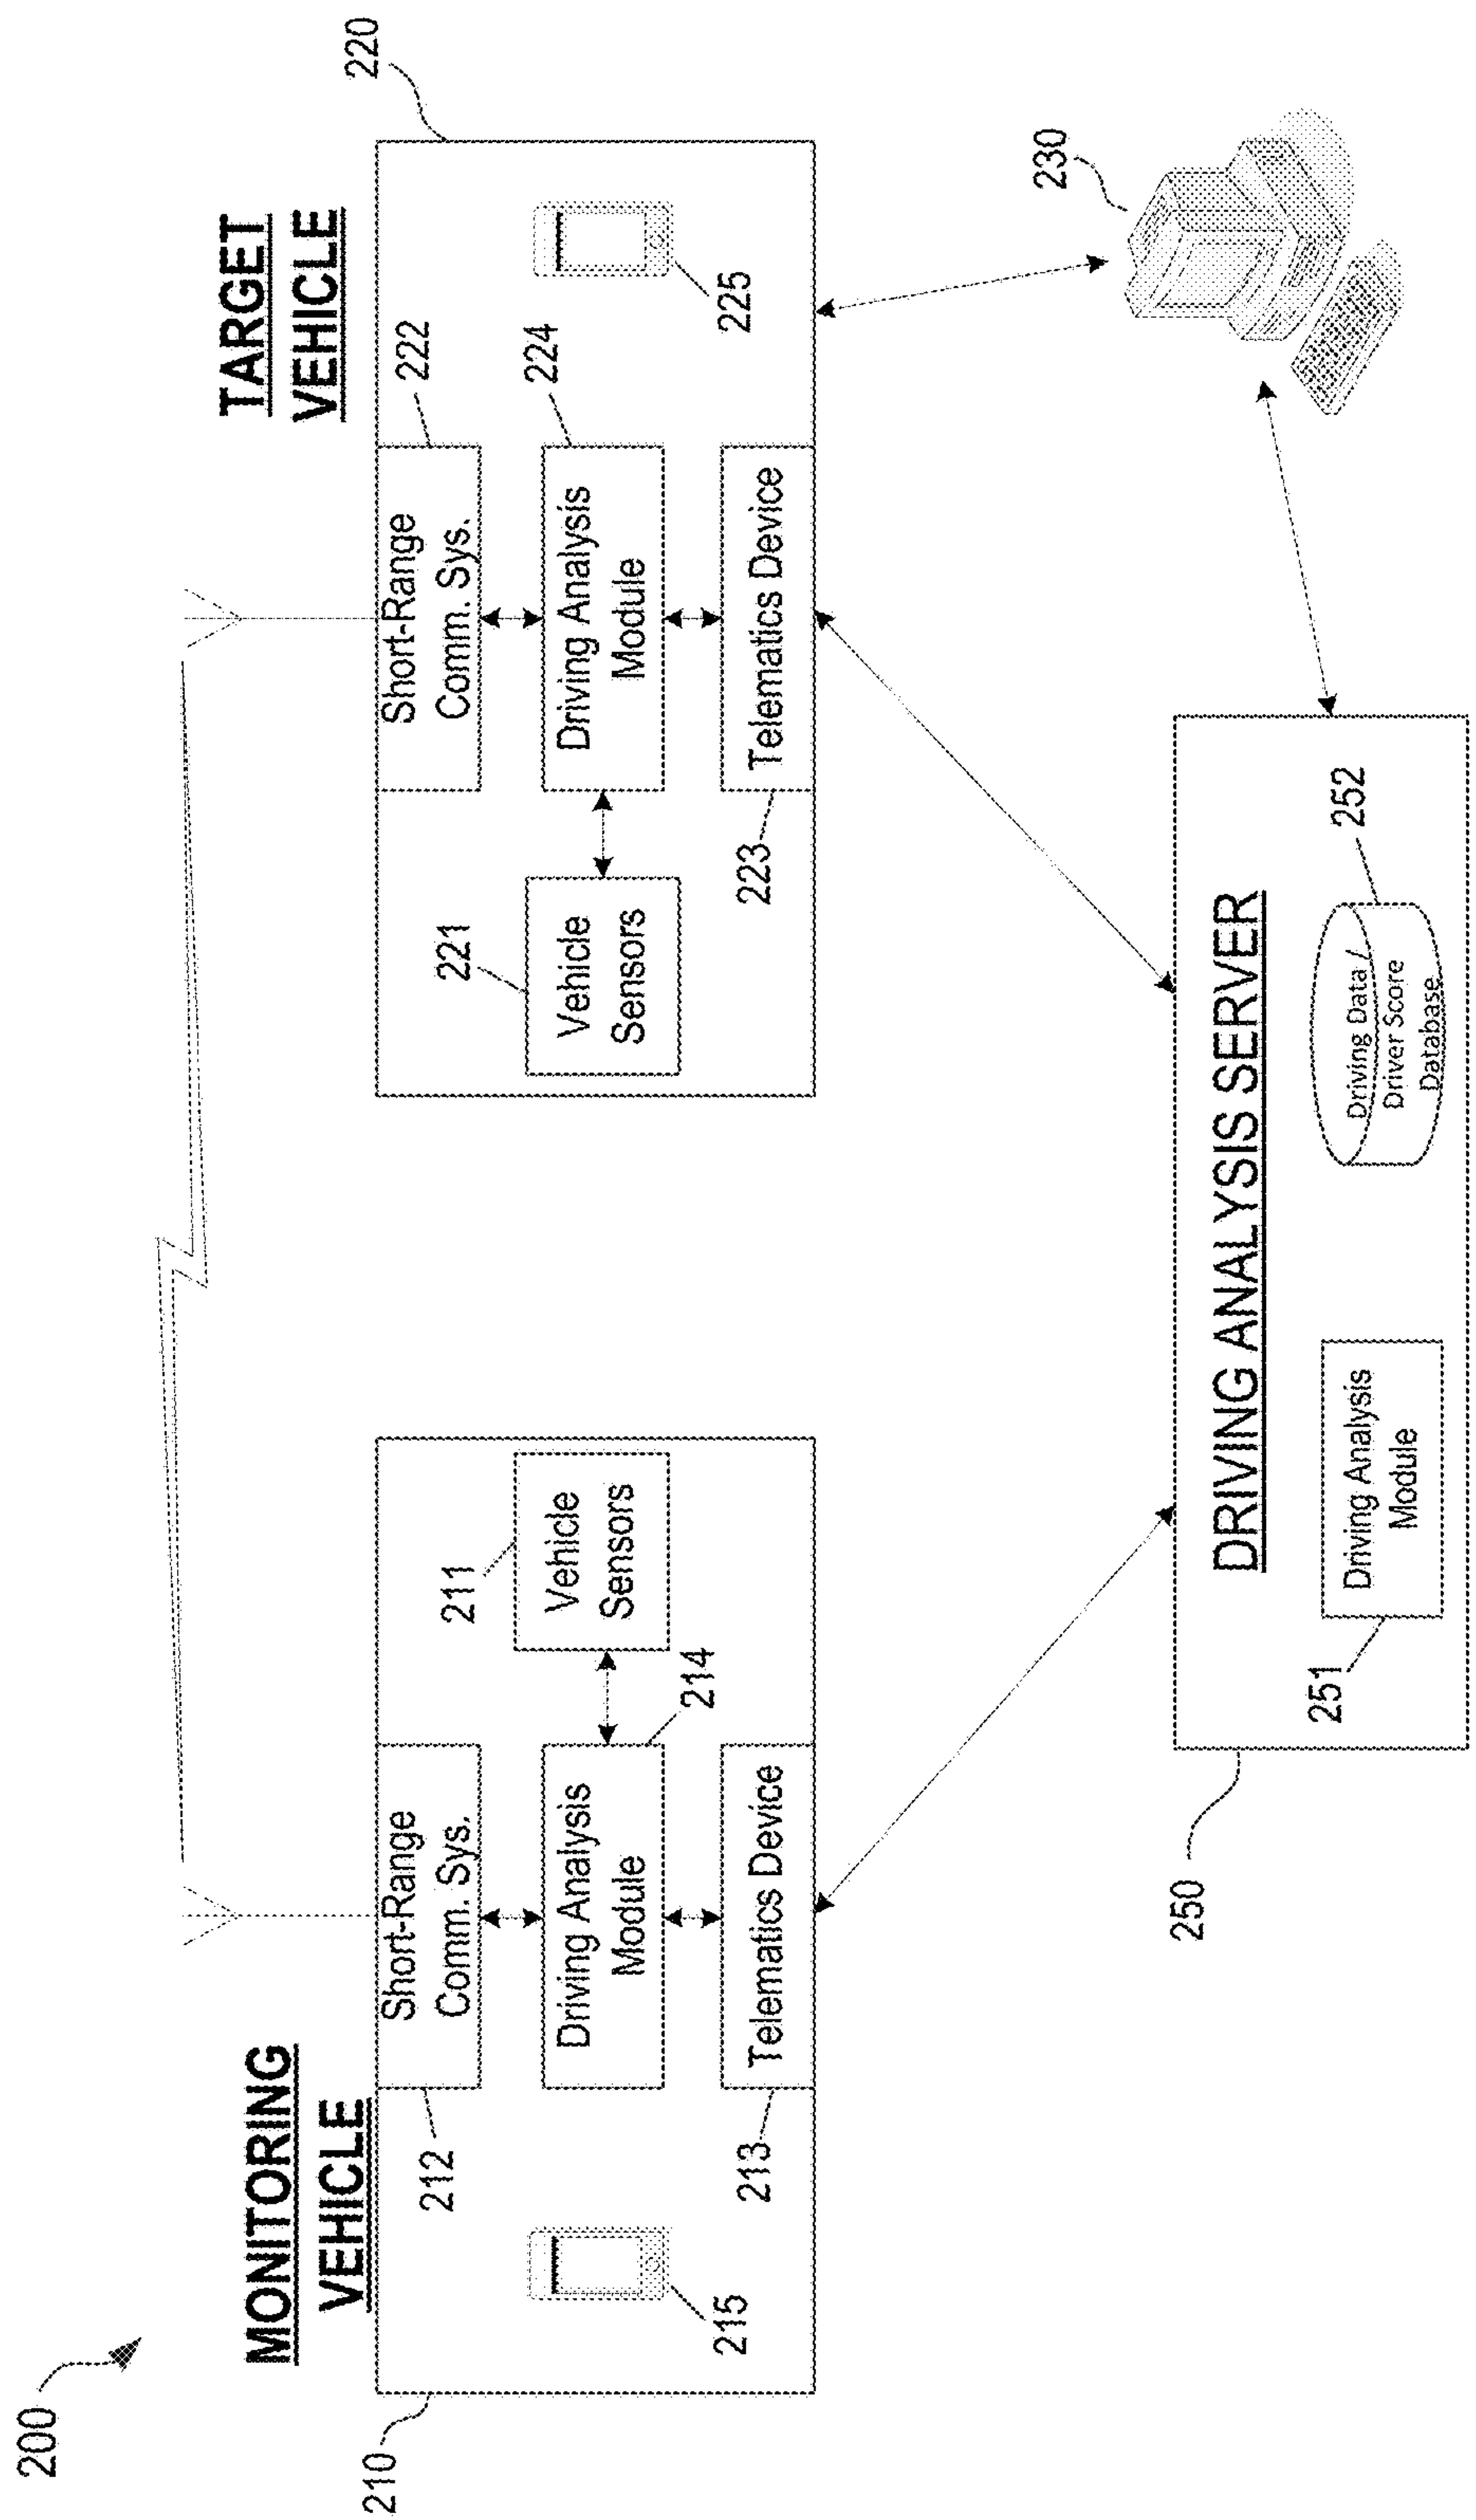 200
MONITORING
VEHICLE
210
212
Short-Range
Comm. Sys.
211
Vehicle
Sensors
Driving Analysis
Module
214
215
213
Telematics Device
TARGET
VEHICLE
220
221
Vehicle
Sensors
Short-Range
Comm. Sys.
222
Driving Analysis
Module
224
223
Telematics Device
225
230
250
DRIVING ANALYSIS SERVER
251
Driving Analysis
Module
252
Driving Data /
Driver Score
Database